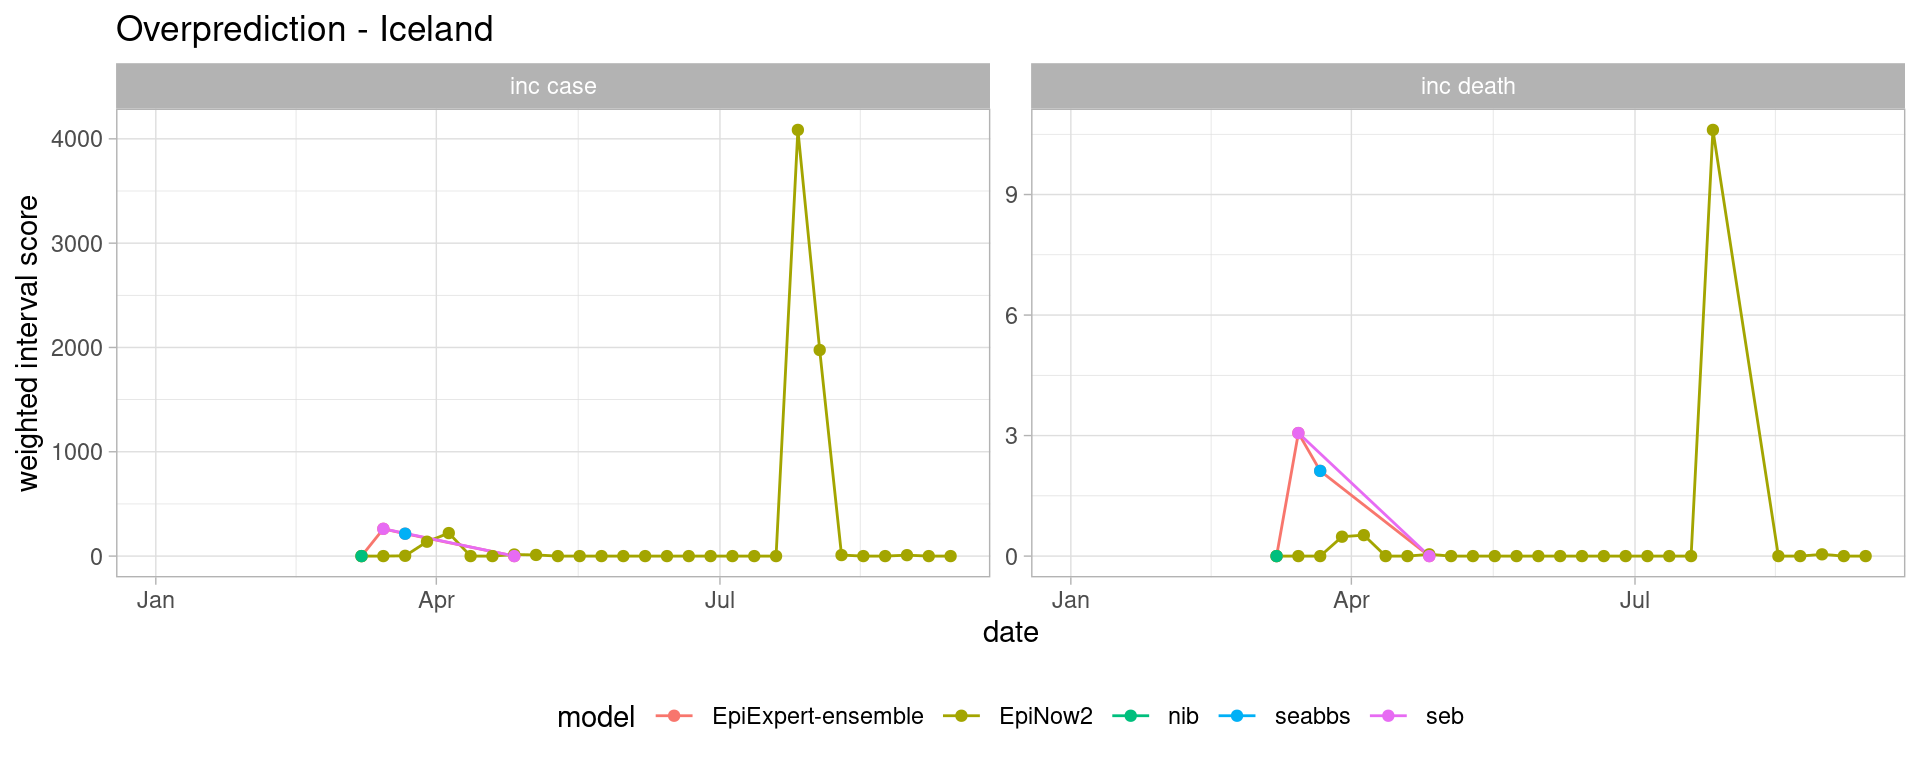 Overprediction - Iceland
inc case
inc death
weighted interval score
4000
3000
2000
1000
0
9
6
3
0
Jan
Apr
Jul
Jan
Apr
Jul
date
model
EpiExpert-ensemble
EpiNow2
nib
seabbs
seb